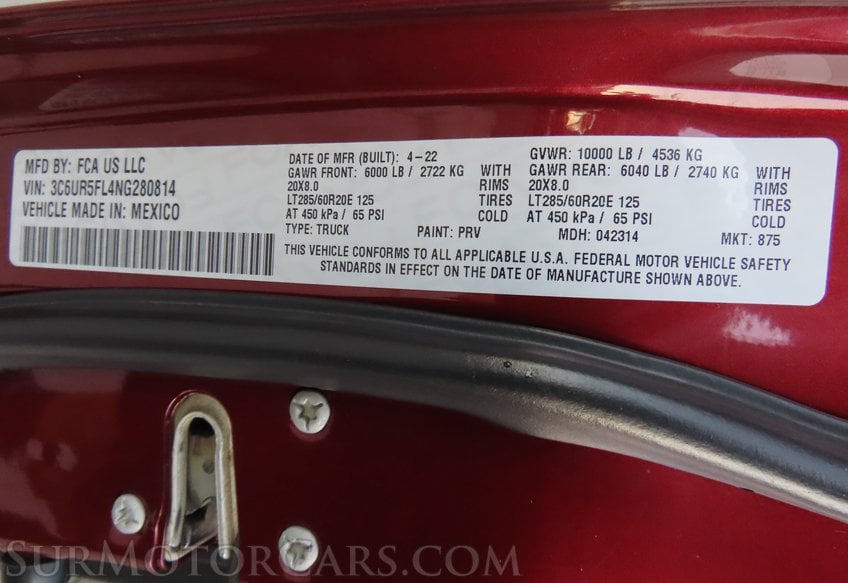 MFD BY: FCA US LLC
VIN: 3C6UR5FL4NG280814
VEHICLE MADE IN: MEXICO
DATE OF MFR (BUILT): 4-22 GVWR: 10000 LB / 4536 KG
GAWR FRONT: 6000 LB / 2722 KG WITH GAWR REAR: 6040 LB / 2740 KG WITH
20X8.0 RIMS 20X8.0 RIMS
LT285/60R20E 125 TIRES LT285/60R20E 125 TIRES
AT 450 kPa / 65 PSI COLD AT 450 kPa / 65 PSI COLD
TYPE: TRUCK PAINT: PRV MDH: 042314 MKT: 875
THIS VEHICLE CONFORMS TO ALL APPLICABLE U.S.A. FEDERAL MOTOR VEHICLE SAFETY
STANDARDS IN EFFECT ON THE DATE OF MANUFACTURE SHOWN ABOVE.
SURMOTORCARS.COM